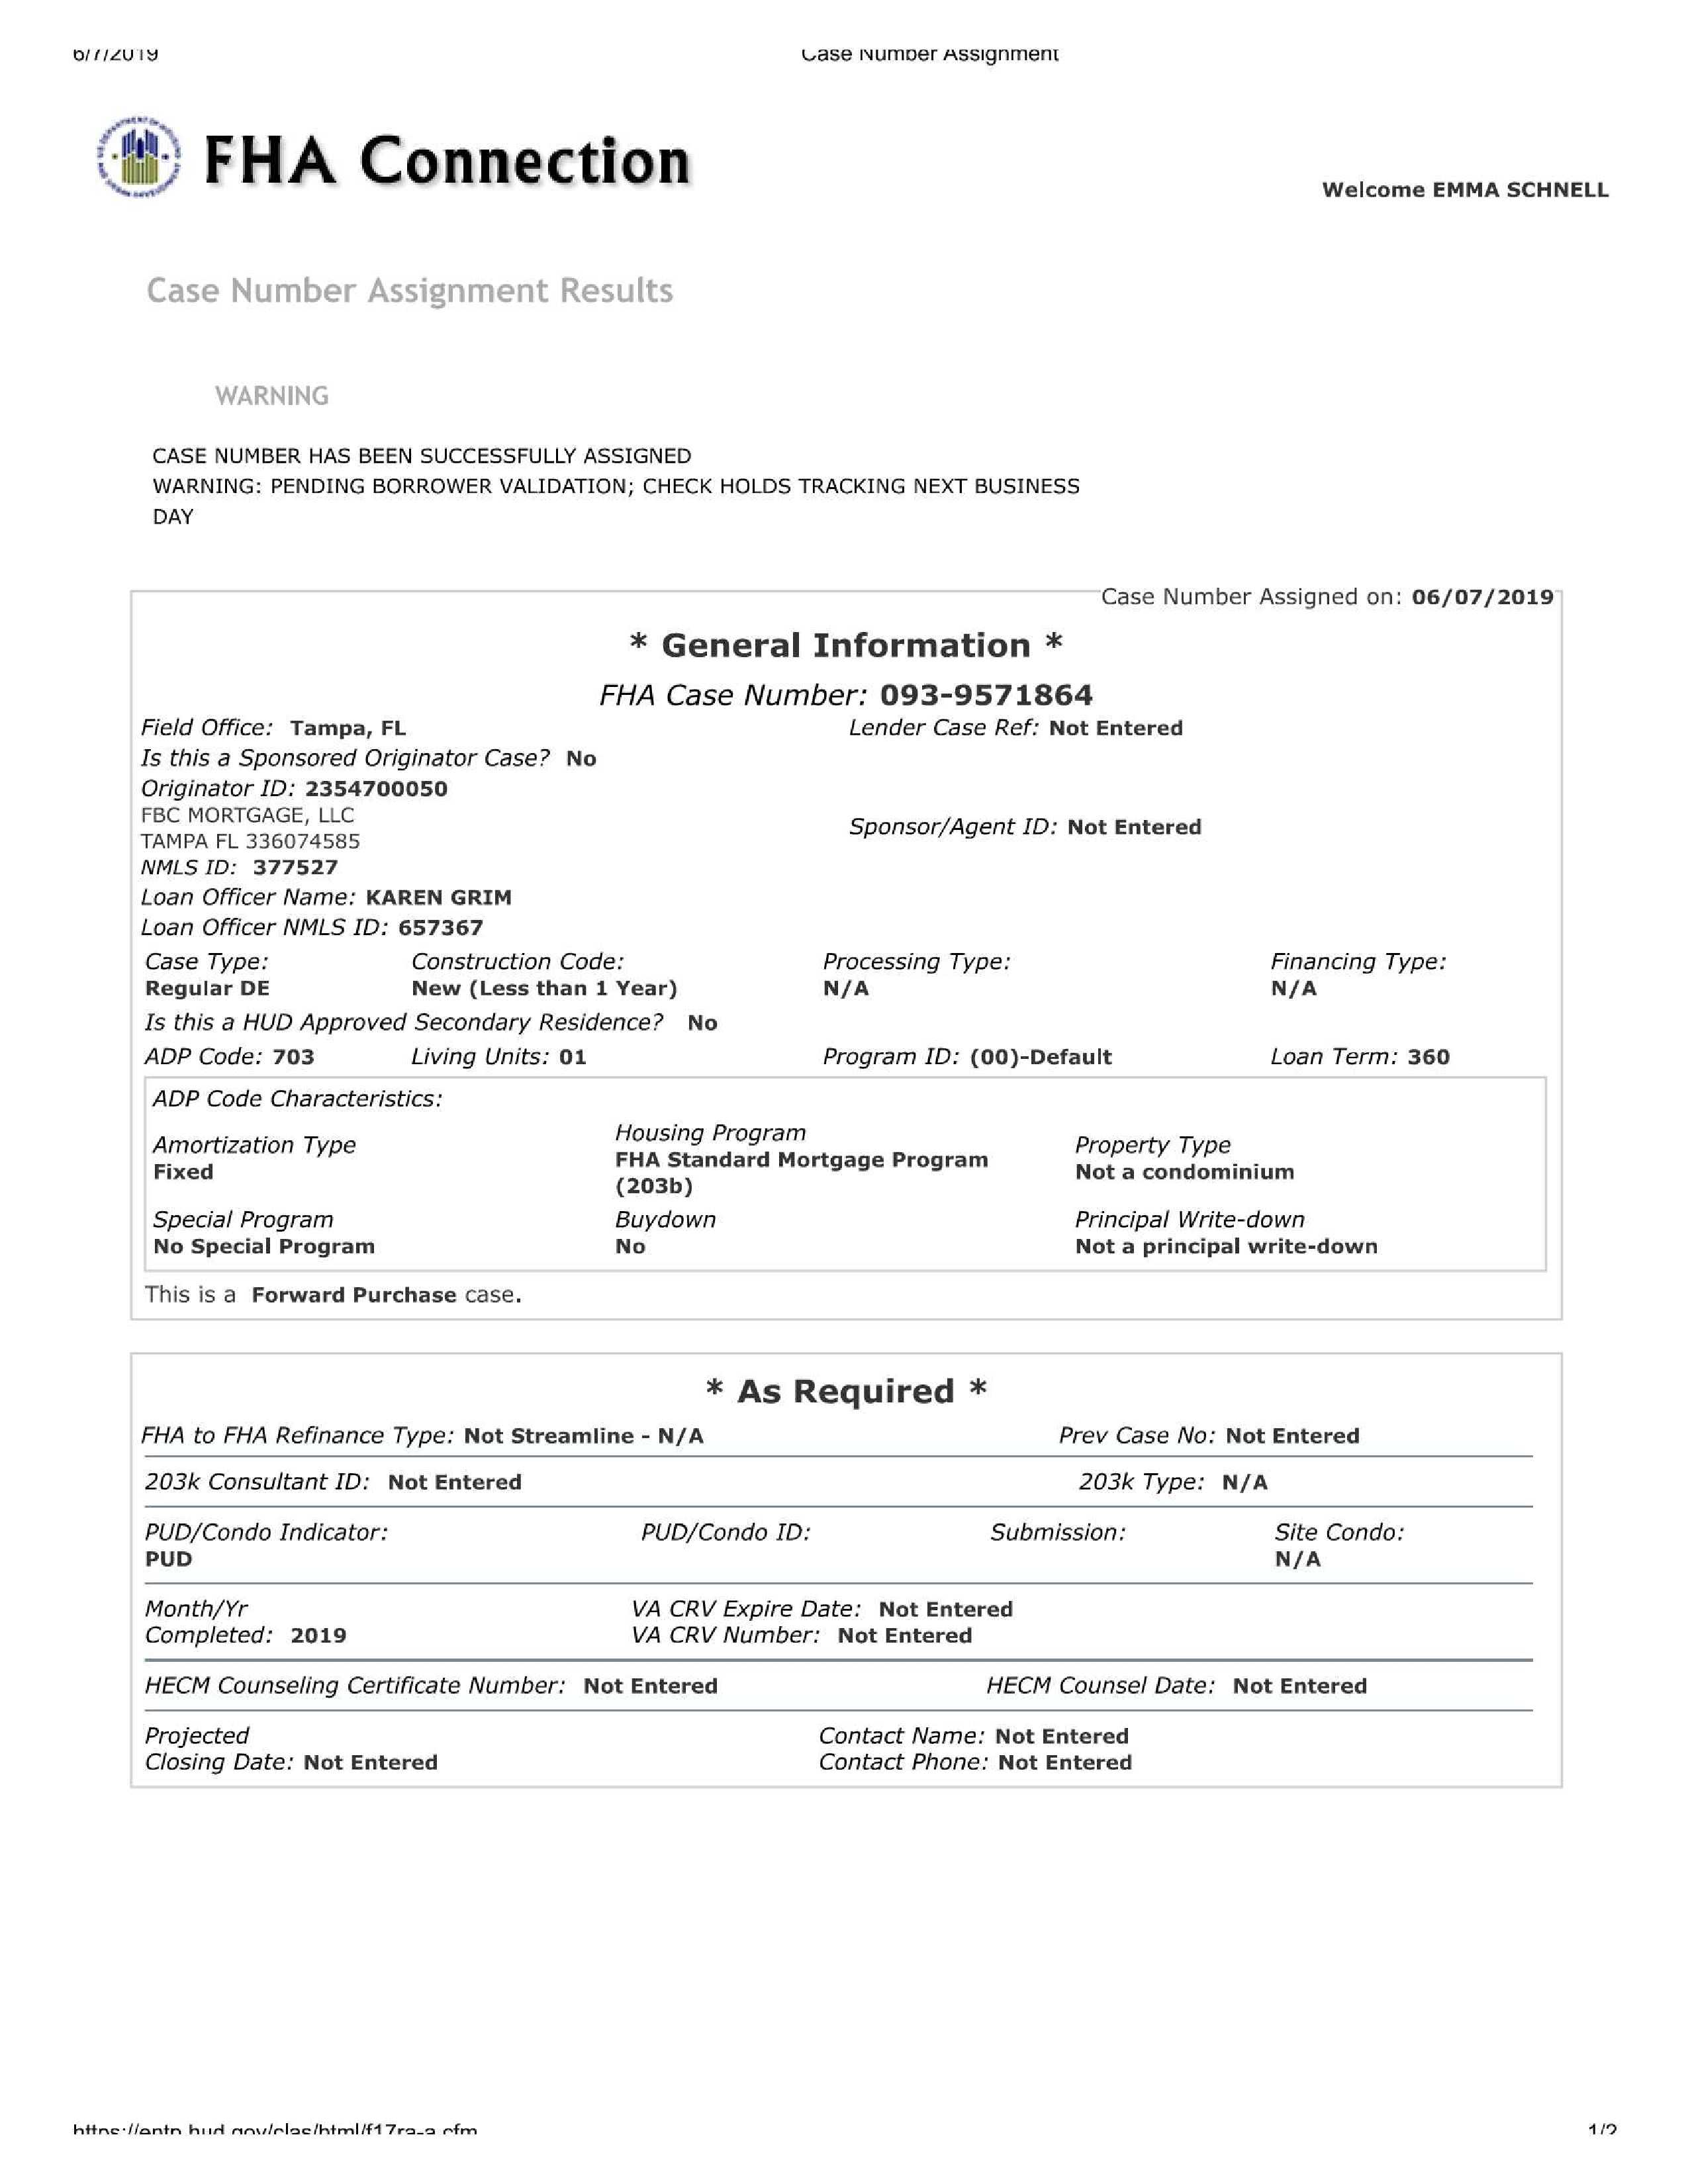 6/7/2019 Case Number Assignment
FHA Connection
Welcome EMMA SCHNELL
Case Number Assignment Results
WARNING
CASE NUMBER HAS BEEN SUCCESSFULLY ASSIGNED
WARNING: PENDING BORROWER VALIDATION; CHECK HOLDS TRACKING NEXT BUSINESS
DAY
Case Number Assigned on: 06/07/2019
* General Information *
FHA Case Number: 093-9571864
Field Office: Tampa, FL Lender Case Ref: Not Entered
Is this a Sponsored Originator Case? No
Originator ID: 2354700050
FBC MORTGAGE, LLC
TAMPA FL 336074585
Sponsor/Agent ID: Not Entered
NMLS ID: 377527
Loan Officer Name: KAREN GRIM
Loan Officer NMLS ID: 657367
Case Type: Construction Code: Processing Type: Financing Type:
Regular DE New (Less than 1 Year) N/A N/A
Is this a HUD Approved Secondary Residence? No
ADP Code: 703 Living Units: 01 Program ID: (00)-Default Loan Term: 360
ADP Code Characteristics:
Amortization Type
Fixed
Housing Program
FHA Standard Mortgage Program
(203b)
Property Type
Not a condominium
Special Program Buydown Principal Write-down
No Special Program No Not a principal write-down
This is a Forward Purchase case.
* As Required *
FHA to FHA Refinance Type: Not Streamline - N/A Prev Case No: Not Entered
203k Consultant ID: Not Entered 203k Type: N/A
PUD/Condo Indicator: PUD/Condo ID: Submission: Site Condo:
PUD N/A
Month/Yr VA CRV Expire Date: Not Entered
Completed: 2019 VA CRV Number: Not Entered
HECM Counseling Certificate Number: Not Entered HECM Counsel Date: Not Entered
Projected Contact Name: Not Entered
Closing Date: Not Entered Contact Phone: Not Entered
https://entp.hud.gov/clas/html/f17ra-a.cfm 1/2